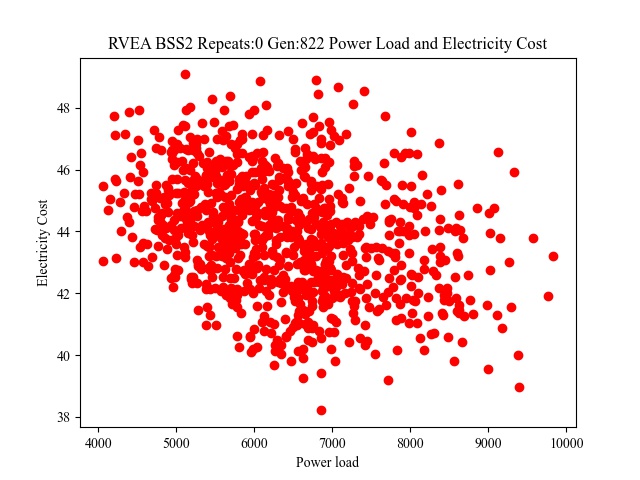 RVEA BSS2 Repeats:0 Gen:822 Power Load and Electricity Cost
48
46
44
42
40
38
Electricity Cost
4000 5000 6000 7000 8000 9000 10000
Power load